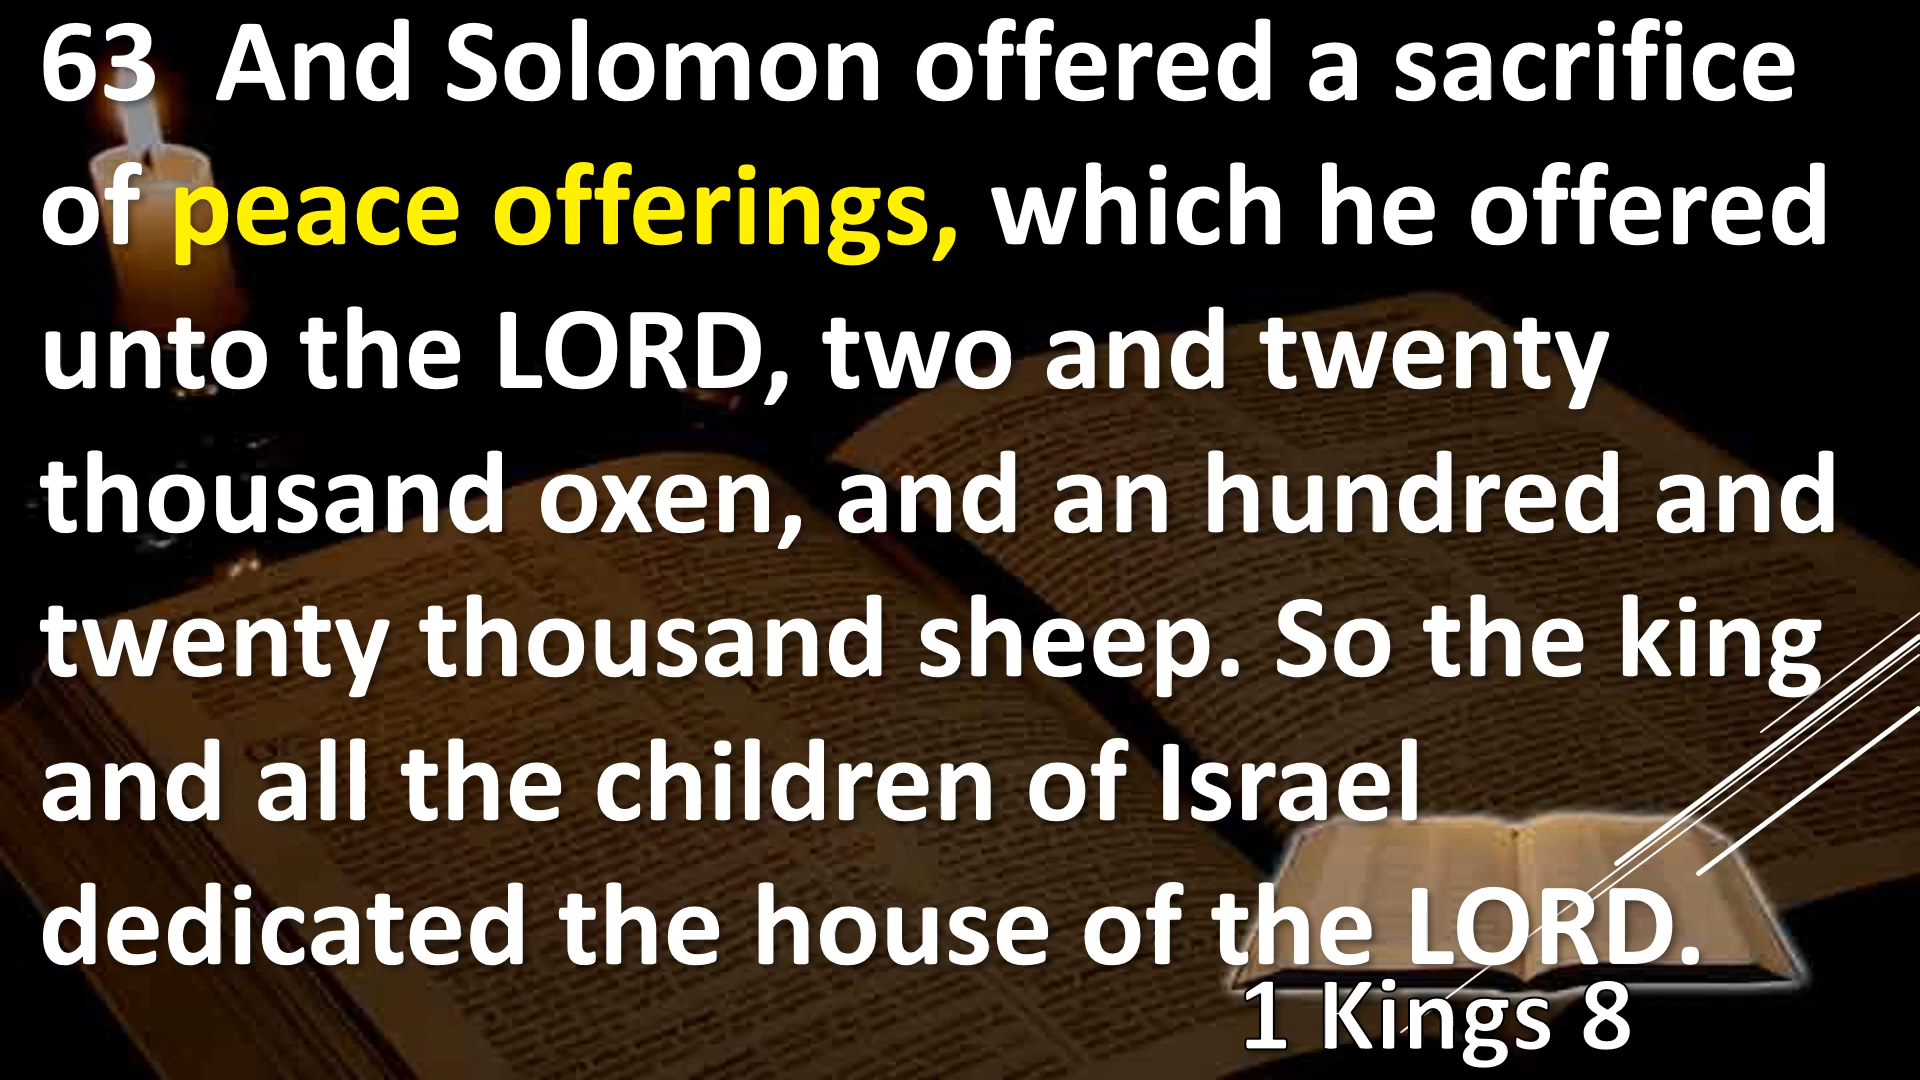 63  And Solomon offered a sacrifice
of peace offerings, which he offered
unto the LORD, two and twenty
thousand oxen, and an hundred and
twenty thousand sheep. So the king
and all the children of Israel
dedicated the house of the LORD.
1 Kings 8